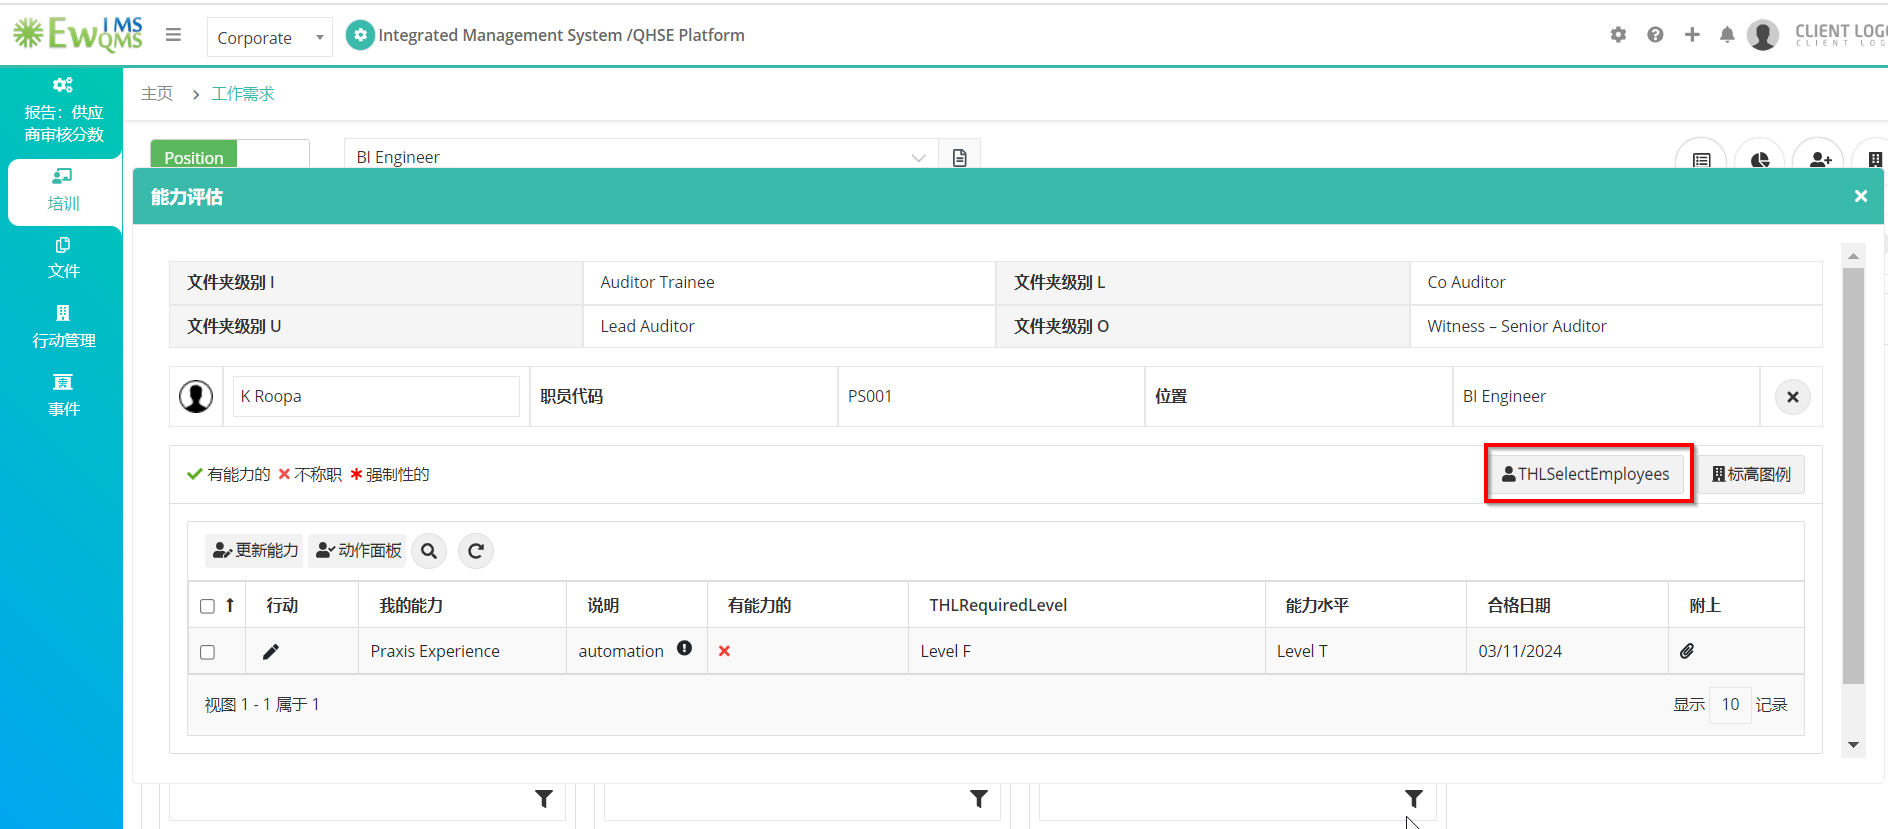 Ew IMS QMS
Corporate
Integrated Management System /QHSE Platform
CLIENT LOG
CLIENT LOG
报告：供应
商审核分数
培训
文件
行动管理
事件
主页 > 工作需求
Position
BI Engineer
能力评估
文件夹级别 I Auditor Trainee 文件夹级别 L Co Auditor
文件夹级别 U Lead Auditor 文件夹级别 O Witness – Senior Auditor
K Roopa 职员代码 PS001 位置 BI Engineer
有能力的 不称职 * 强制性的 THLSelectEmployees 标高图例
更新能力 动作面板
行动 我的能力 说明 有能力的 THLRequiredLevel 能力水平 合格日期 附上
Praxis Experience automation Level F Level T 03/11/2024
视图 1 - 1 属于 1 显示 10 记录